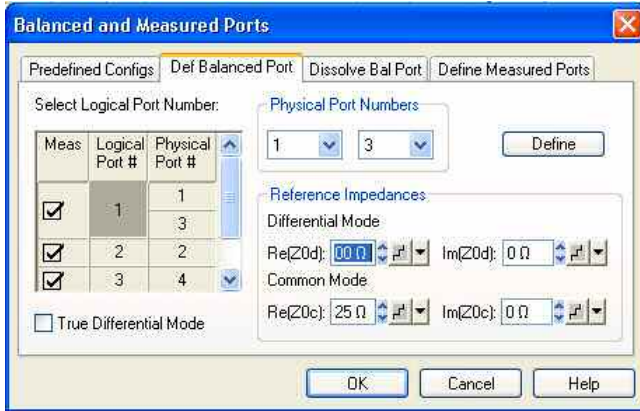 Balanced and Measured Ports
Predefined Configs Def Balanced Port Dissolve Bal Port Define Measured Ports
Select Logical Port Number:
Meas Logical Port # Physical Port #
1 1
3
2 2
3 4
True Differential Mode
Physical Port Numbers
1 3
Define
Reference Impedances
Differential Mode
Re(Z0d): 00 Ω Im(Z0d): 0 Ω
Common Mode
Re(Z0c): 25 Ω Im(Z0c): 0 Ω
OK Cancel Help